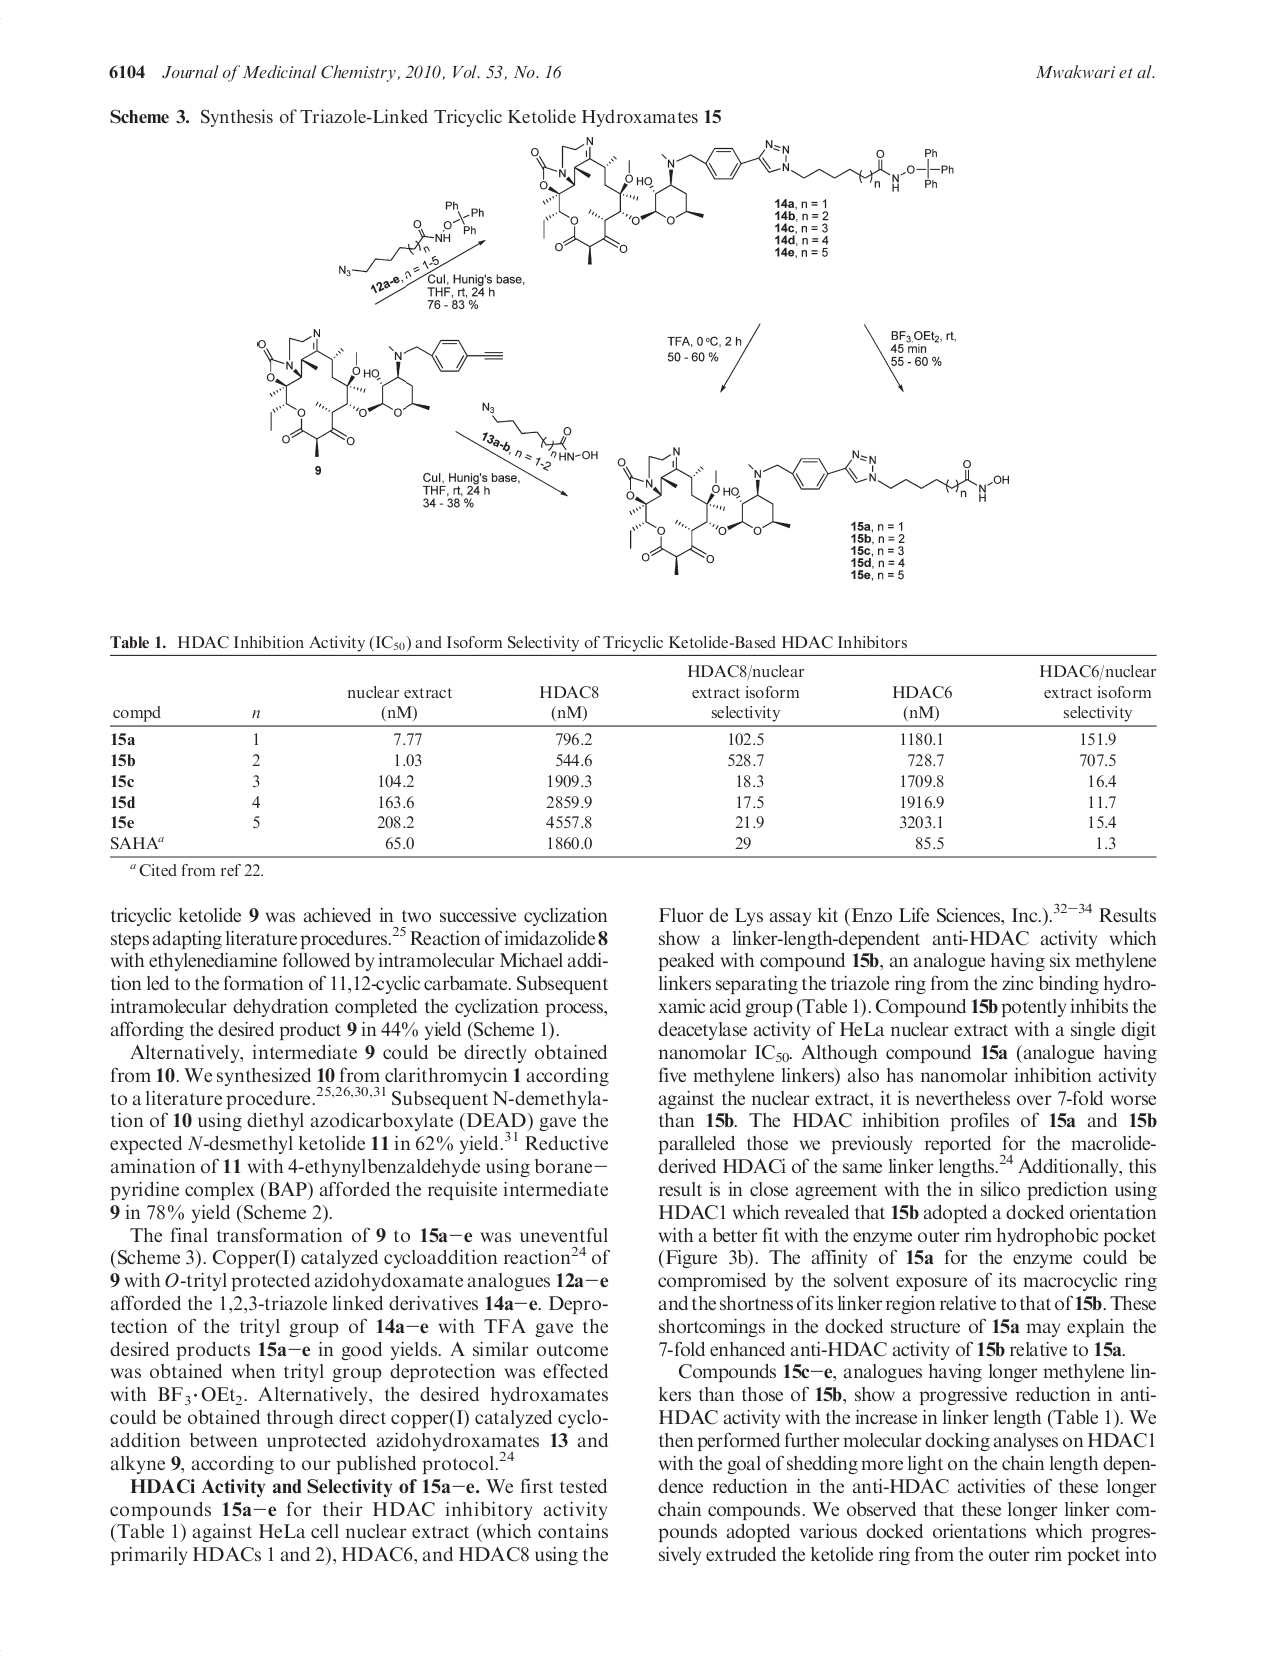 6104 Journal of Medicinal Chemistry, 2010, Vol. 53, No. 16 Mwakwari et al.
Scheme 3. Synthesis of Triazole-Linked Tricyclic Ketolide Hydroxamates 15
14a, n = 1
14b, n = 2
14c, n = 3
14d, n = 4
14e, n = 5
12a-e, n = 1-5
CuI, Hunig's base,
THF, rt, 24 h
76 - 83 %
TFA, 0 °C, 2 h
50 - 60 %
BF3.OEt2, rt,
45 min
55 - 60 %
9
13a-b, n = 1-2
CuI, Hunig's base,
THF, rt, 24 h
34 - 38 %
15a, n = 1
15b, n = 2
15c, n = 3
15d, n = 4
15e, n = 5
Table 1. HDAC Inhibition Activity (IC50) and Isoform Selectivity of Tricyclic Ketolide-Based HDAC Inhibitors
HDAC8/nuclear HDAC6/nuclear
nuclear extract HDAC8 extract isoform HDAC6 extract isoform
compd n (nM) (nM) selectivity (nM) selectivity
15a 1 7.77 796.2 102.5 1180.1 151.9
15b 2 1.03 544.6 528.7 728.7 707.5
15c 3 104.2 1909.3 18.3 1709.8 16.4
15d 4 163.6 2859.9 17.5 1916.9 11.7
15e 5 208.2 4557.8 21.9 3203.1 15.4
SAHAa 65.0 1860.0 29 85.5 1.3
a Cited from ref 22.
tricyclic ketolide 9 was achieved in two successive cyclization
steps adapting literature procedures.25 Reaction of imidazolide 8
with ethylenediamine followed by intramolecular Michael addi-
tion led to the formation of 11,12-cyclic carbamate. Subsequent
intramolecular dehydration completed the cyclization process,
affording the desired product 9 in 44% yield (Scheme 1).
Alternatively, intermediate 9 could be directly obtained
from 10. We synthesized 10 from clarithromycin 1 according
to a literature procedure.25,26,30,31 Subsequent N-demethyla-
tion of 10 using diethyl azodicarboxylate (DEAD) gave the
expected N-desmethyl ketolide 11 in 62% yield.31 Reductive
amination of 11 with 4-ethynylbenzaldehyde using borane−
pyridine complex (BAP) afforded the requisite intermediate
9 in 78% yield (Scheme 2).
The final transformation of 9 to 15a−e was uneventful
(Scheme 3). Copper(I) catalyzed cycloaddition reaction24 of
9 with O-trityl protected azidohydoxamate analogues 12a−e
afforded the 1,2,3-triazole linked derivatives 14a−e. Depro-
tection of the trityl group of 14a−e with TFA gave the
desired products 15a−e in good yields. A similar outcome
was obtained when trityl group deprotection was effected
with BF3·OEt2. Alternatively, the desired hydroxamates
could be obtained through direct copper(I) catalyzed cyclo-
addition between unprotected azidohydroxamates 13 and
alkyne 9, according to our published protocol.24
HDACi Activity and Selectivity of 15a−e. We first tested
compounds 15a−e for their HDAC inhibitory activity
(Table 1) against HeLa cell nuclear extract (which contains
primarily HDACs 1 and 2), HDAC6, and HDAC8 using the
Fluor de Lys assay kit (Enzo Life Sciences, Inc.).32−34 Results
show a linker-length-dependent anti-HDAC activity which
peaked with compound 15b, an analogue having six methylene
linkers separating the triazole ring from the zinc binding hydro-
xamic acid group (Table 1). Compound 15b potently inhibits the
deacetylase activity of HeLa nuclear extract with a single digit
nanomolar IC50. Although compound 15a (analogue having
five methylene linkers) also has nanomolar inhibition activity
against the nuclear extract, it is nevertheless over 7-fold worse
than 15b. The HDAC inhibition profiles of 15a and 15b
paralleled those we previously reported for the macrolide-
derived HDACi of the same linker lengths.24 Additionally, this
result is in close agreement with the in silico prediction using
HDAC1 which revealed that 15b adopted a docked orientation
with a better fit with the enzyme outer rim hydrophobic pocket
(Figure 3b). The affinity of 15a for the enzyme could be
compromised by the solvent exposure of its macrocyclic ring
and the shortness of its linker region relative to that of 15b. These
shortcomings in the docked structure of 15a may explain the
7-fold enhanced anti-HDAC activity of 15b relative to 15a.
Compounds 15c−e, analogues having longer methylene lin-
kers than those of 15b, show a progressive reduction in anti-
HDAC activity with the increase in linker length (Table 1). We
then performed further molecular docking analyses on HDAC1
with the goal of shedding more light on the chain length depen-
dence reduction in the anti-HDAC activities of these longer
chain compounds. We observed that these longer linker com-
pounds adopted various docked orientations which progres-
sively extruded the ketolide ring from the outer rim pocket into